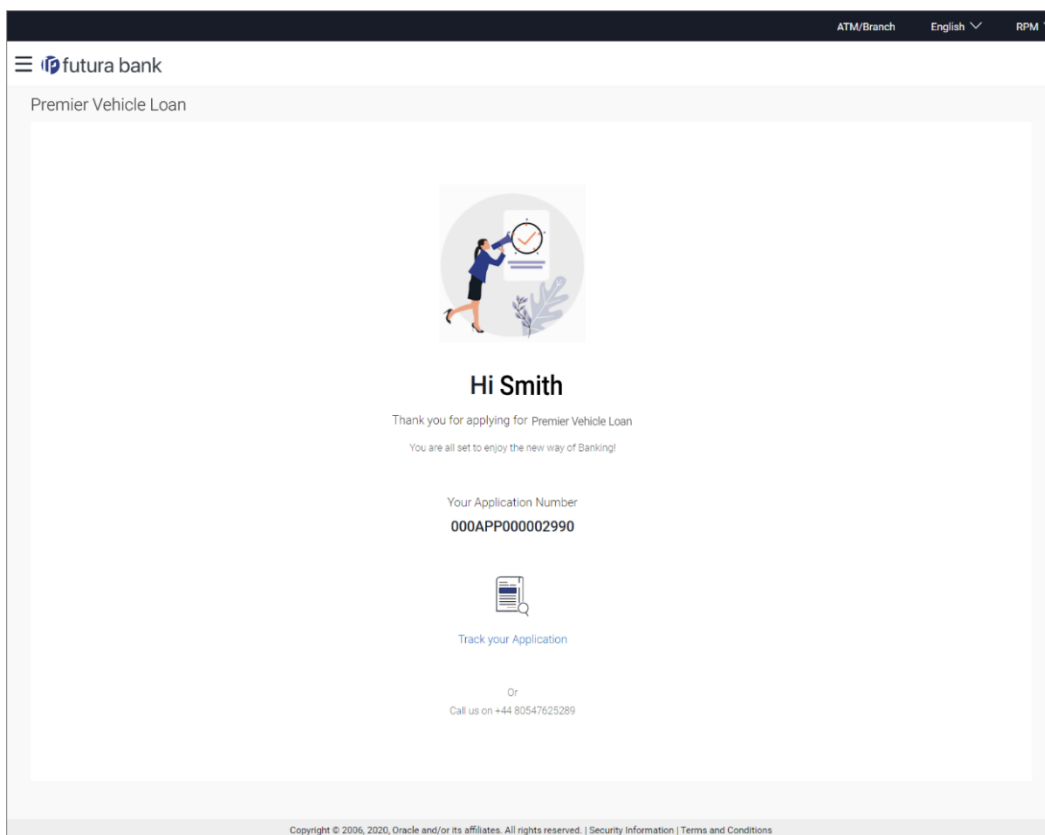 ATM/Branch English RPM
futura bank
Premier Vehicle Loan
Hi Smith
Thank you for applying for Premier Vehicle Loan
You are all set to enjoy the new way of Banking!
Your Application Number
000APP000002990
Track your Application
Or
Call us on +44 80547625289
Copyright © 2006, 2020, Oracle and/or its affiliates. All rights reserved. | Security Information | Terms and Conditions